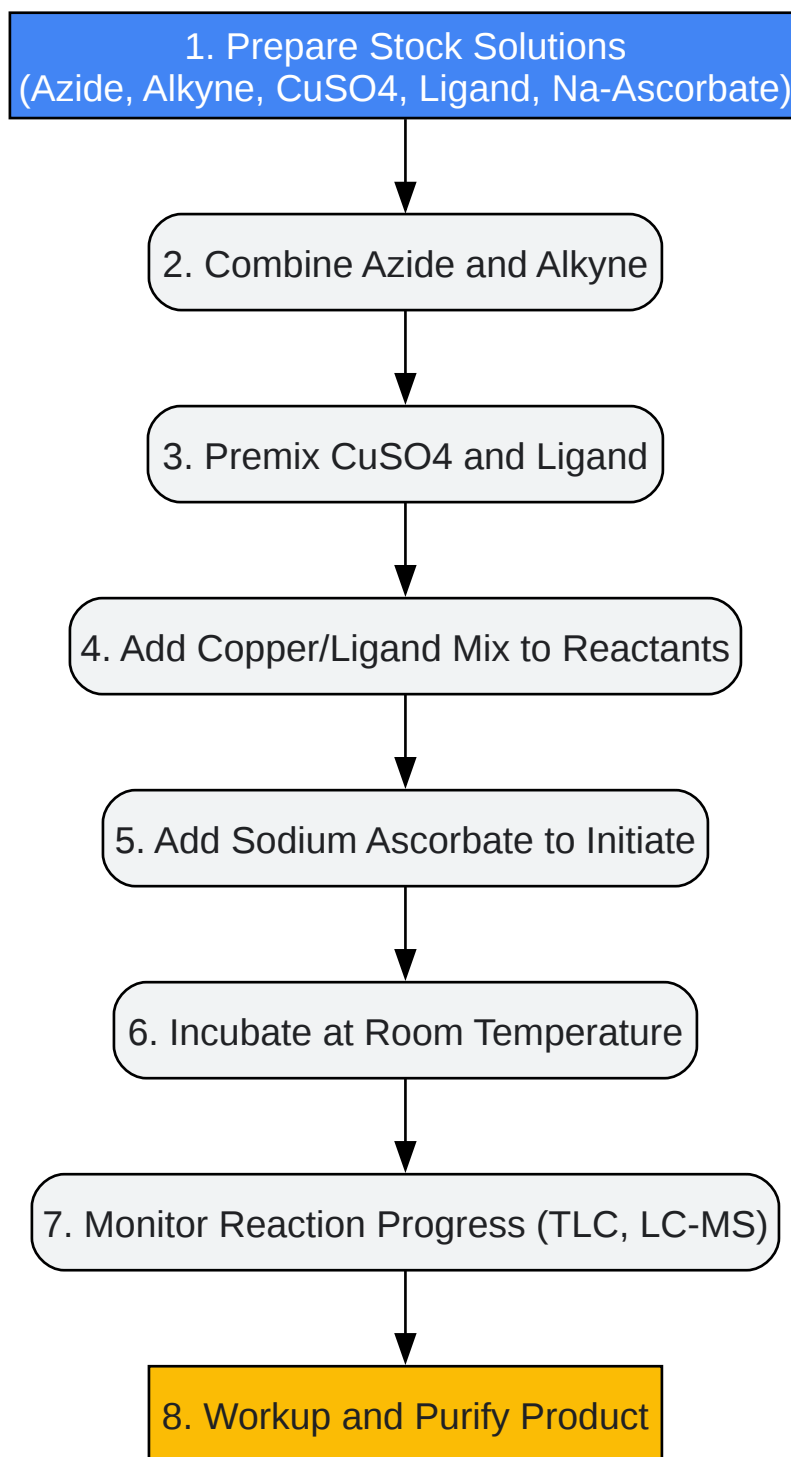 1. Prepare Stock Solutions
(Azide, Alkyne, CuSO4, Ligand, Na-Ascorbate)
2. Combine Azide and Alkyne
3. Premix CuSO4 and Ligand
4. Add Copper/Ligand Mix to Reactants
5. Add Sodium Ascorbate to Initiate
6. Incubate at Room Temperature
7. Monitor Reaction Progress (TLC, LC-MS)
8. Workup and Purify Product